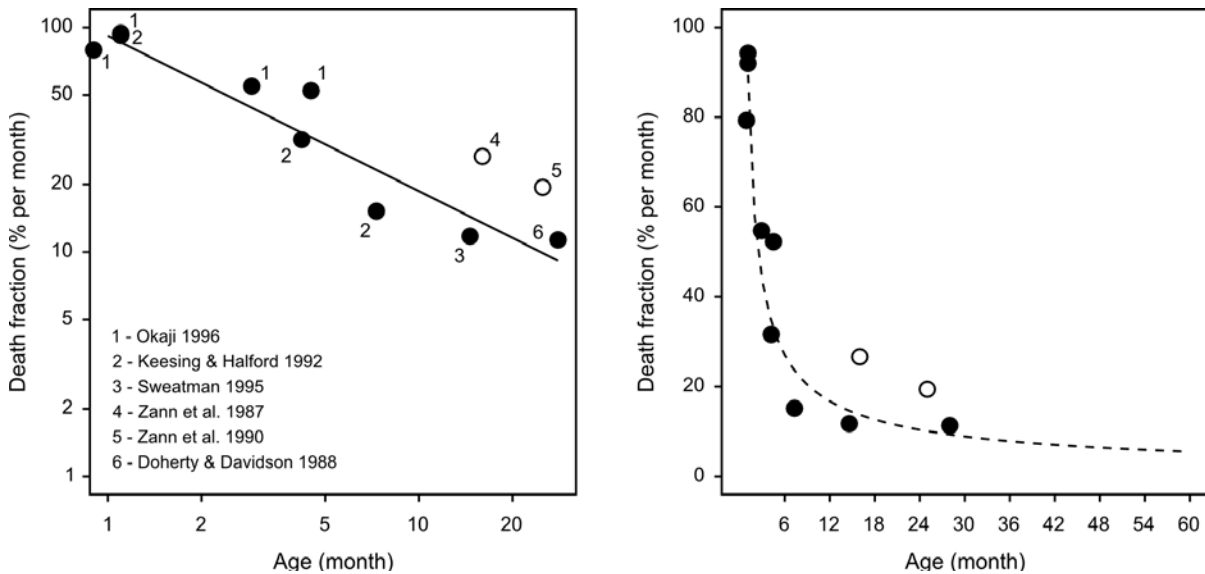 100
50
20
10
5
2
1
Death fraction (% per month)
1
2
1
1
1
2
2
4
5
3
6
1 - Okaji 1996
2 - Keesing & Halford 1992
3 - Sweatman 1995
4 - Zann et al. 1987
5 - Zann et al. 1990
6 - Doherty & Davidson 1988
1 2 5 10 20
Age (month)
100
80
60
40
20
0
Death fraction (% per month)
6 12 18 24 30 36 42 48 54 60
Age (month)